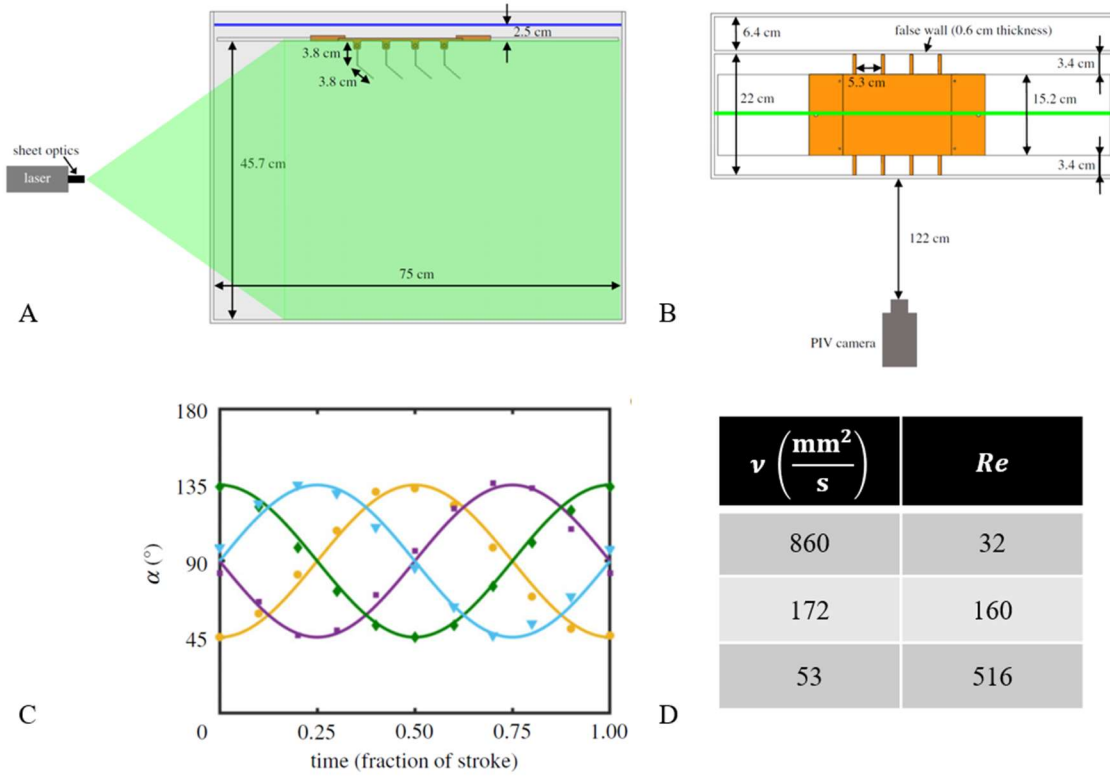 2.5 cm
3.8 cm
3.8 cm
sheet optics
laser
45.7 cm
75 cm
A
6.4 cm
false wall (0.6 cm thickness)
3.4 cm
5.3 cm
22 cm
15.2 cm
3.4 cm
122 cm
PIV camera
B
180
135
90
45
0
0.25
0.50
0.75
1.00
α (°)
time (fraction of stroke)
C
ν (mm²/s) Re
860 32
172 160
53 516
D